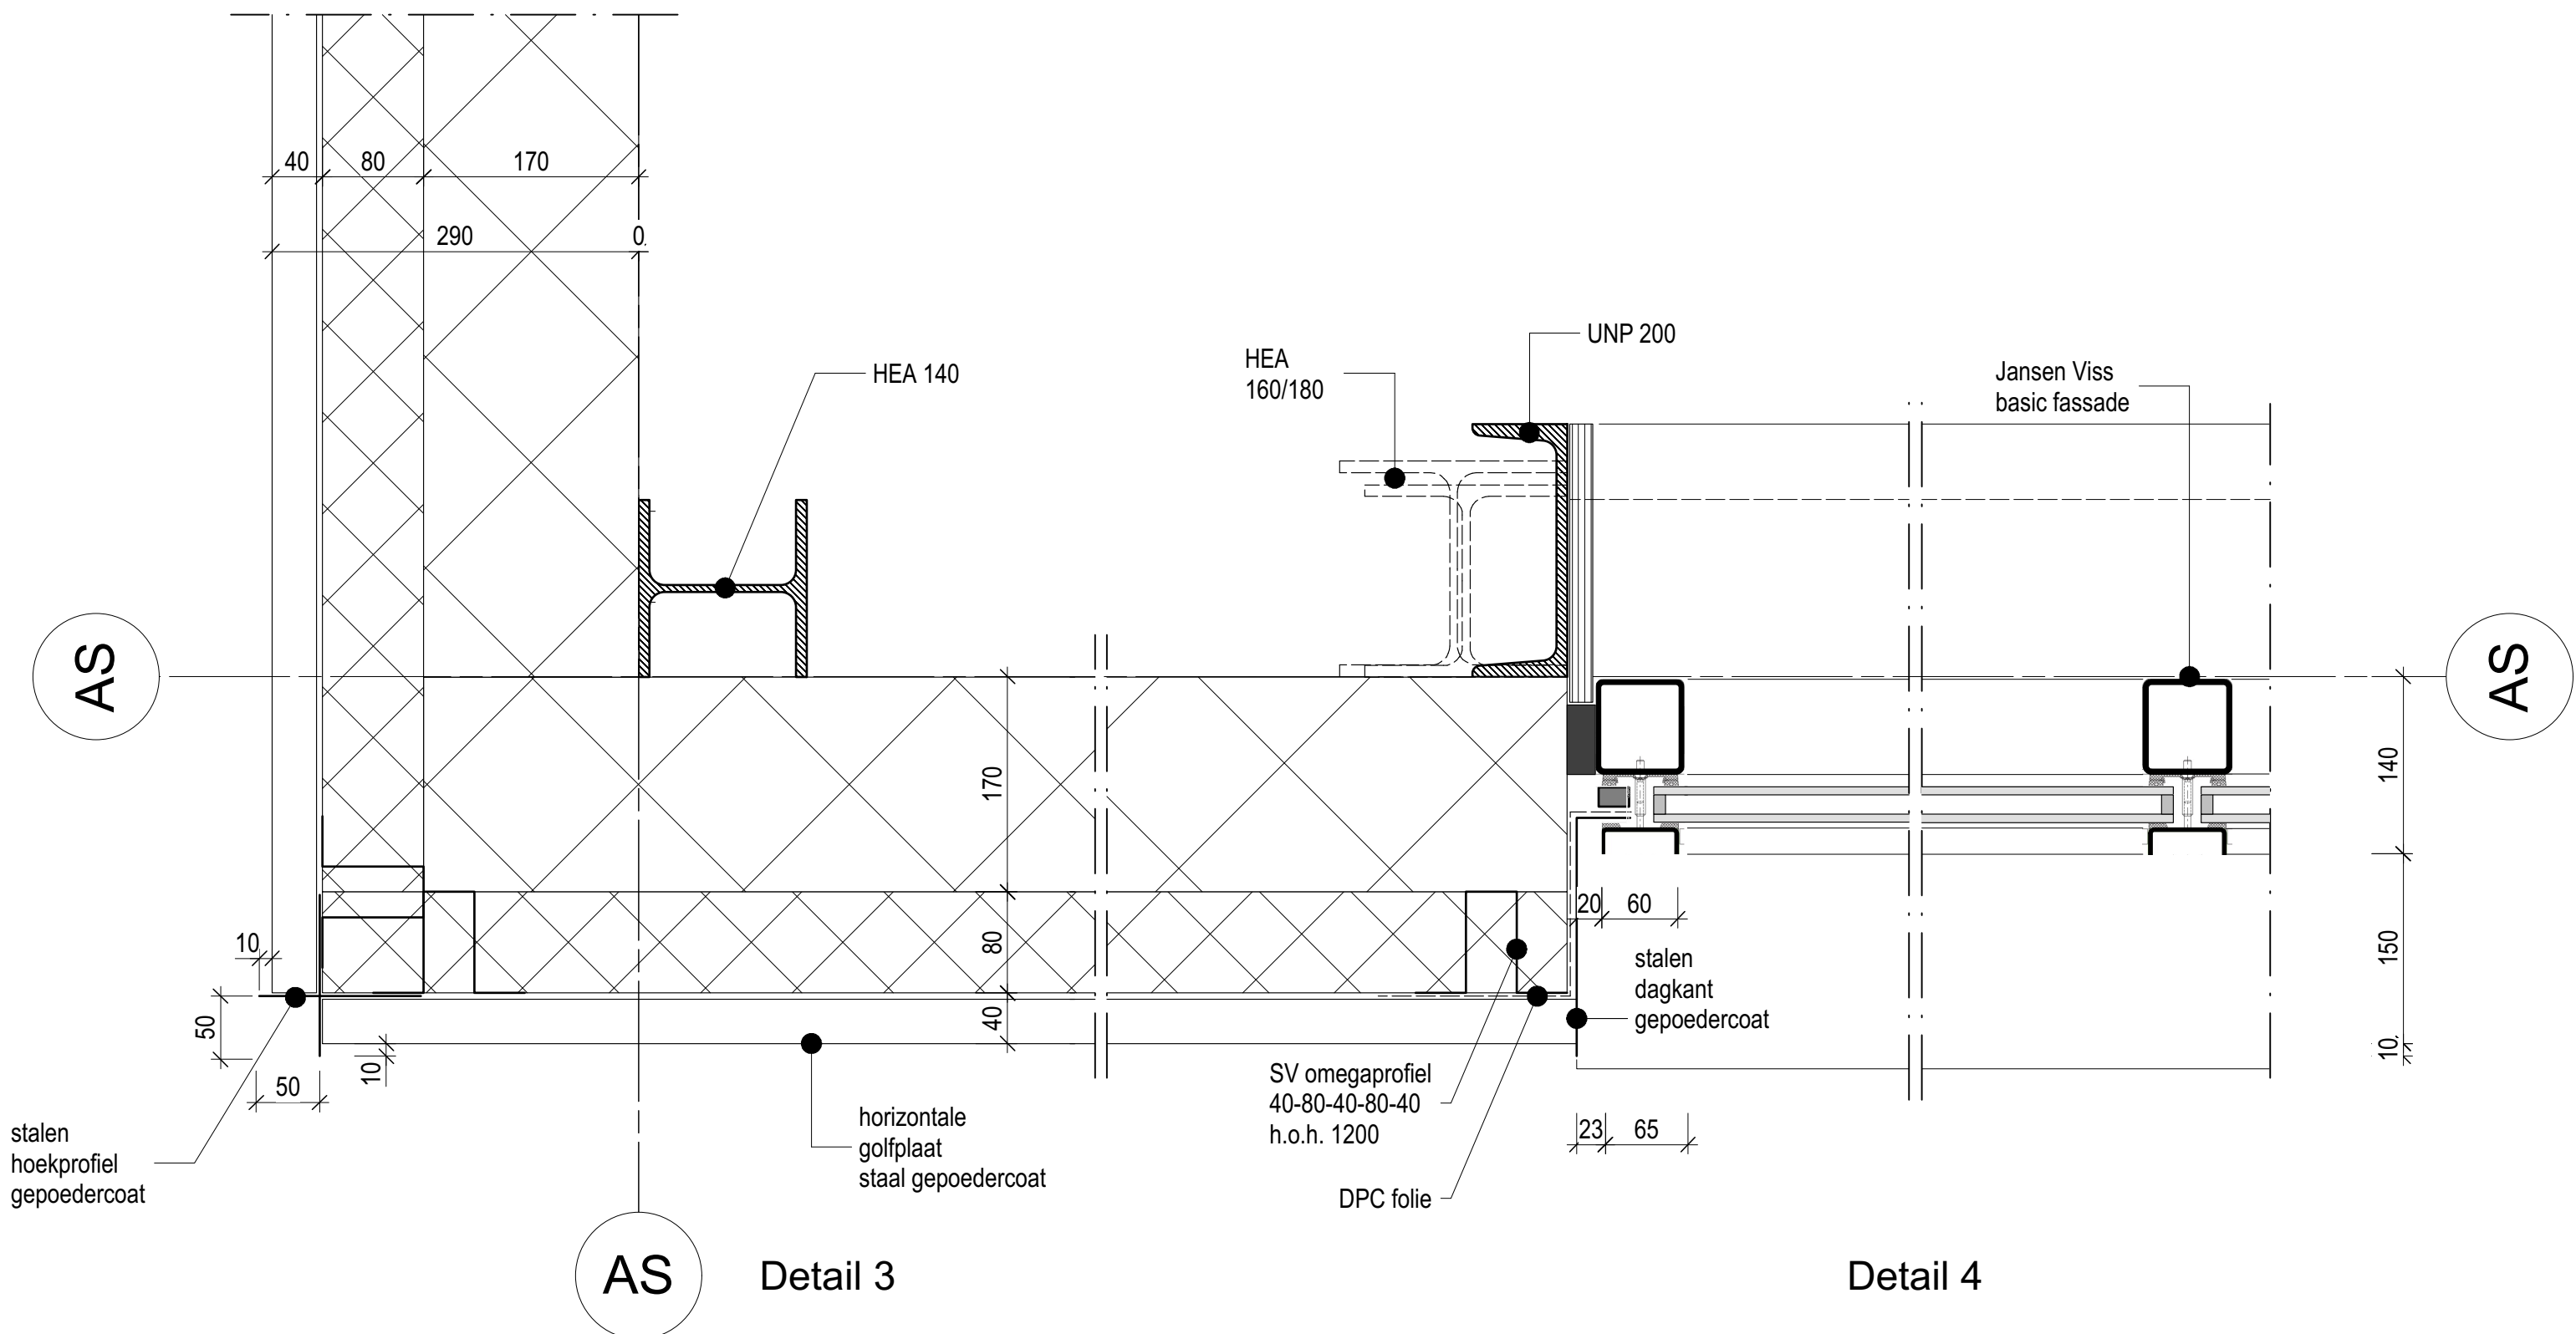 40
80
170
290
0
HEA 140
HEA
160/180
UNP 200
Jansen Viss
basic fassade
AS
AS
170
140
20
60
10
80
150
stalen
dagkant
gepoedercoat
50
40
10
10
50
SV omegaprofiel
40-80-40-80-40
h.o.h. 1200
23
65
horizontale
golfplaat
staal gepoedercoat
stalen
hoekprofiel
gepoedercoat
DPC folie
AS
Detail 3
Detail 4